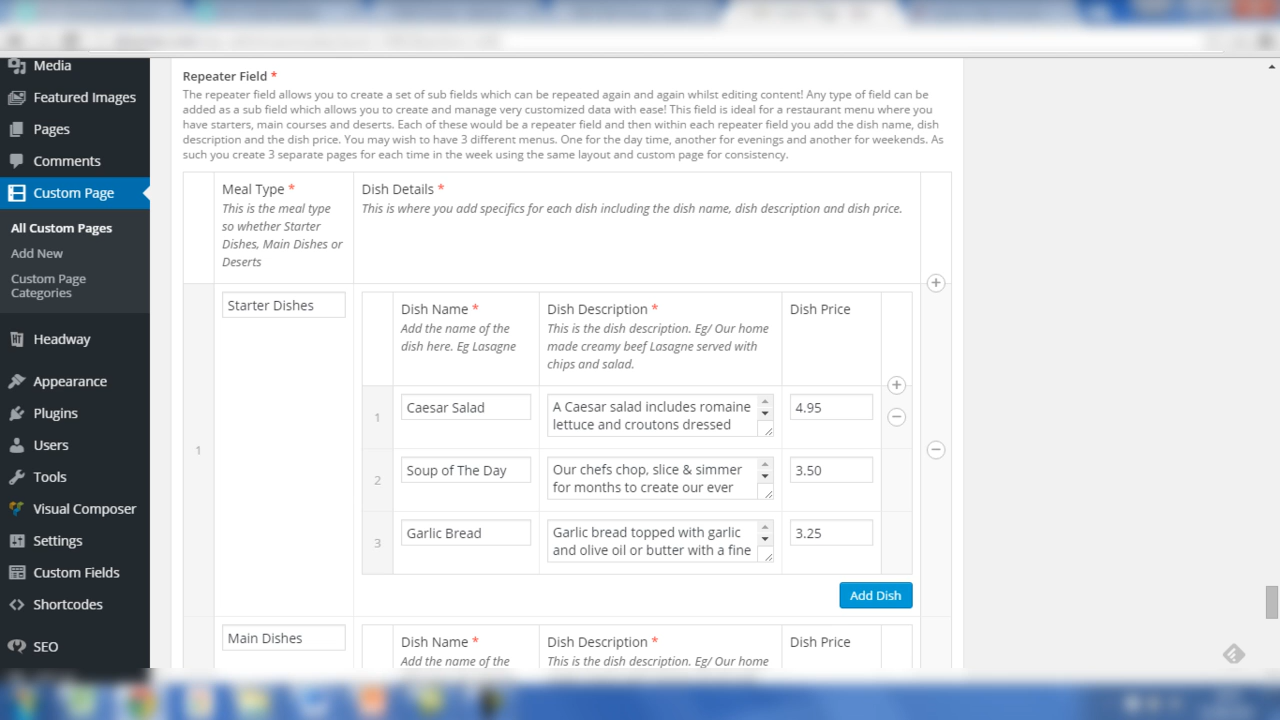 Media
Featured Images
Pages
Comments
Custom Page
All Custom Pages
Add New
Custom Page
Categories
Headway
Appearance
Plugins
Users
Tools
Visual Composer
Settings
Custom Fields
Shortcodes
SEO
Repeater Field *
The repeater field allows you to create a set of sub fields which can be repeated again and again whilst editing content! Any type of field can be
added as a sub field which allows you to create and manage very customized data with ease! This field is ideal for a restaurant menu where you
have starters, main courses and deserts. Each of these would be a repeater field and then within each repeater field you add the dish name, dish
description and the dish price. You may wish to have 3 different menus. One for the day time, another for evenings and another for weekends. As
such you create 3 separate pages for each time in the week using the same layout and custom page for consistency.
Meal Type *
This is the meal type
so whether Starter
Dishes, Main Dishes or
Deserts
Dish Details *
This is where you add specifics for each dish including the dish name, dish description and dish price.
1
Starter Dishes
Dish Name *
Add the name of the
dish here. Eg Lasagne
Dish Description *
This is the dish description. Eg/ Our home
made creamy beef Lasagne served with
chips and salad.
Dish Price
1
Caesar Salad
A Caesar salad includes romaine
lettuce and croutons dressed
4.95
2
Soup of The Day
Our chefs chop, slice & simmer
for months to create our ever
3.50
3
Garlic Bread
Garlic bread topped with garlic
and olive oil or butter with a fine
3.25
Add Dish
Main Dishes
Dish Name *
Add the name of the
Dish Description *
This is the dish description. Eg/ Our home
Dish Price